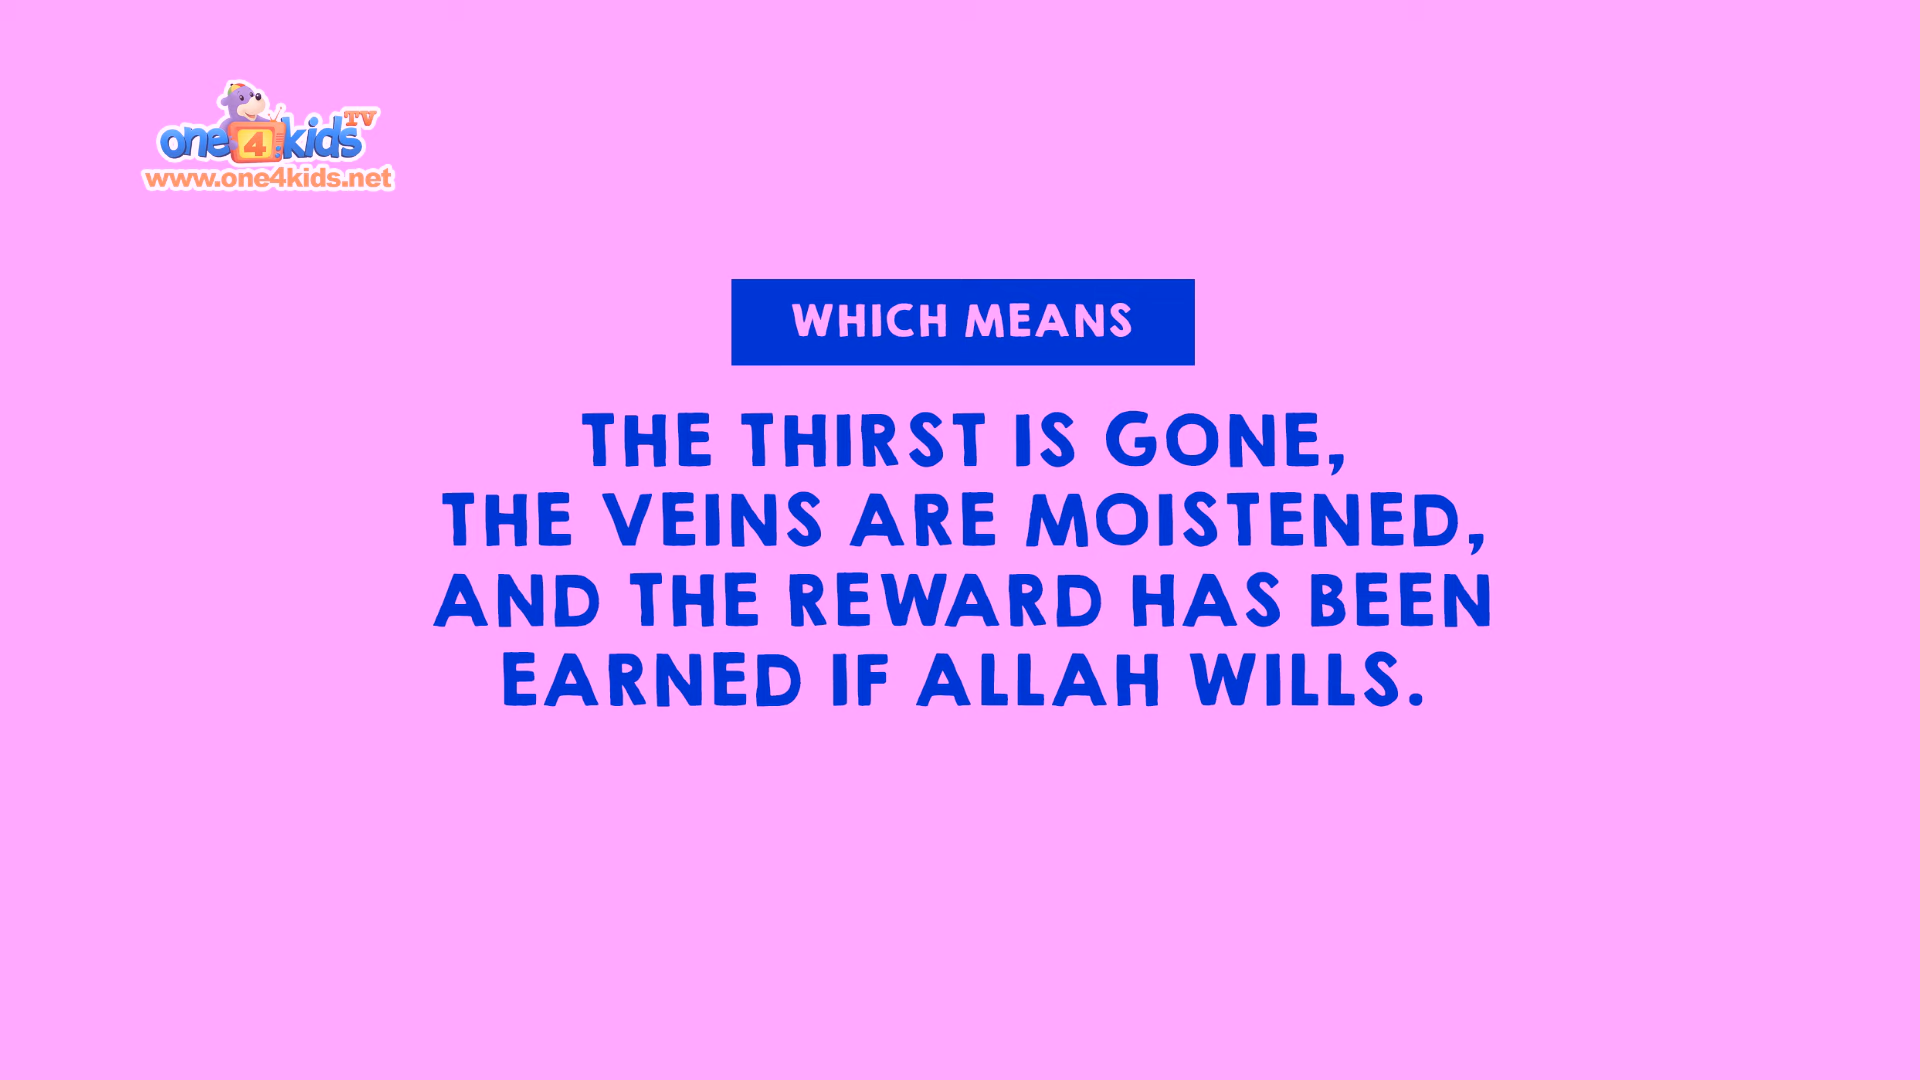 one4kids TV
www.one4kids.net
WHICH MEANS
THE THIRST IS GONE,
THE VEINS ARE MOISTENED,
AND THE REWARD HAS BEEN
EARNED IF ALLAH WILLS.